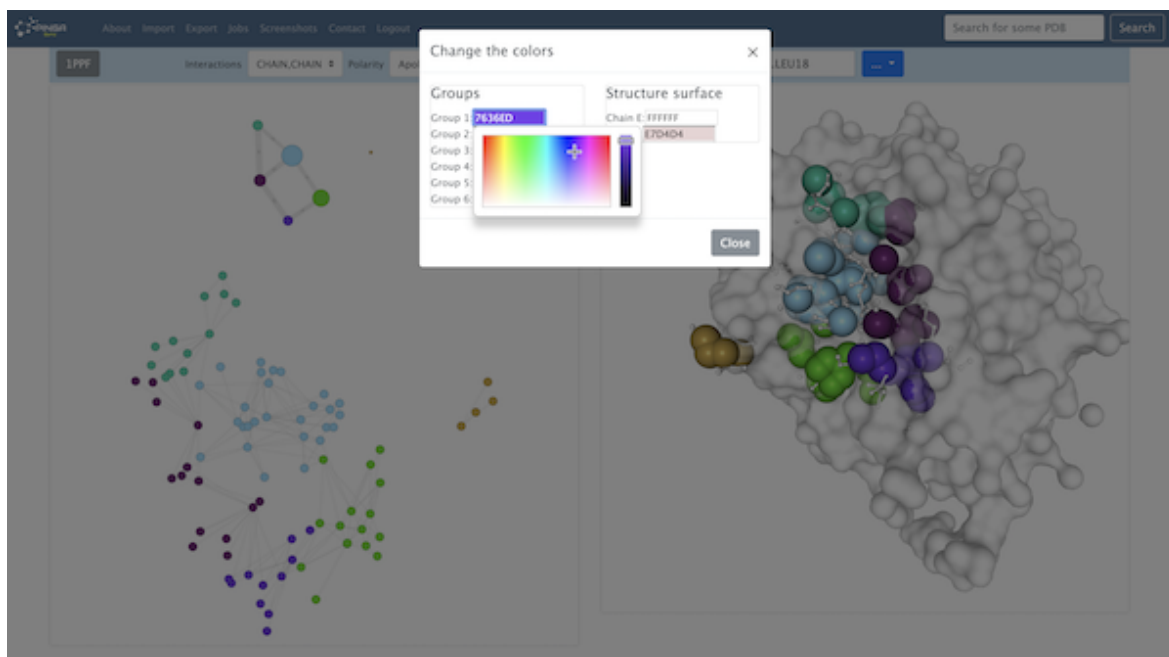 About Import Export Jobs Screenshots Contact Logout Search for some PDB Search
1PPF Interactions CHAIN,CHAIN Polarity ... 
Change the colors ×
Groups Structure surface
Group 1: 7636ED Chain E: FFFFFF
Group 2: E7D4D4
Group 3:
Group 4:
Group 5:
Group 6:
Close